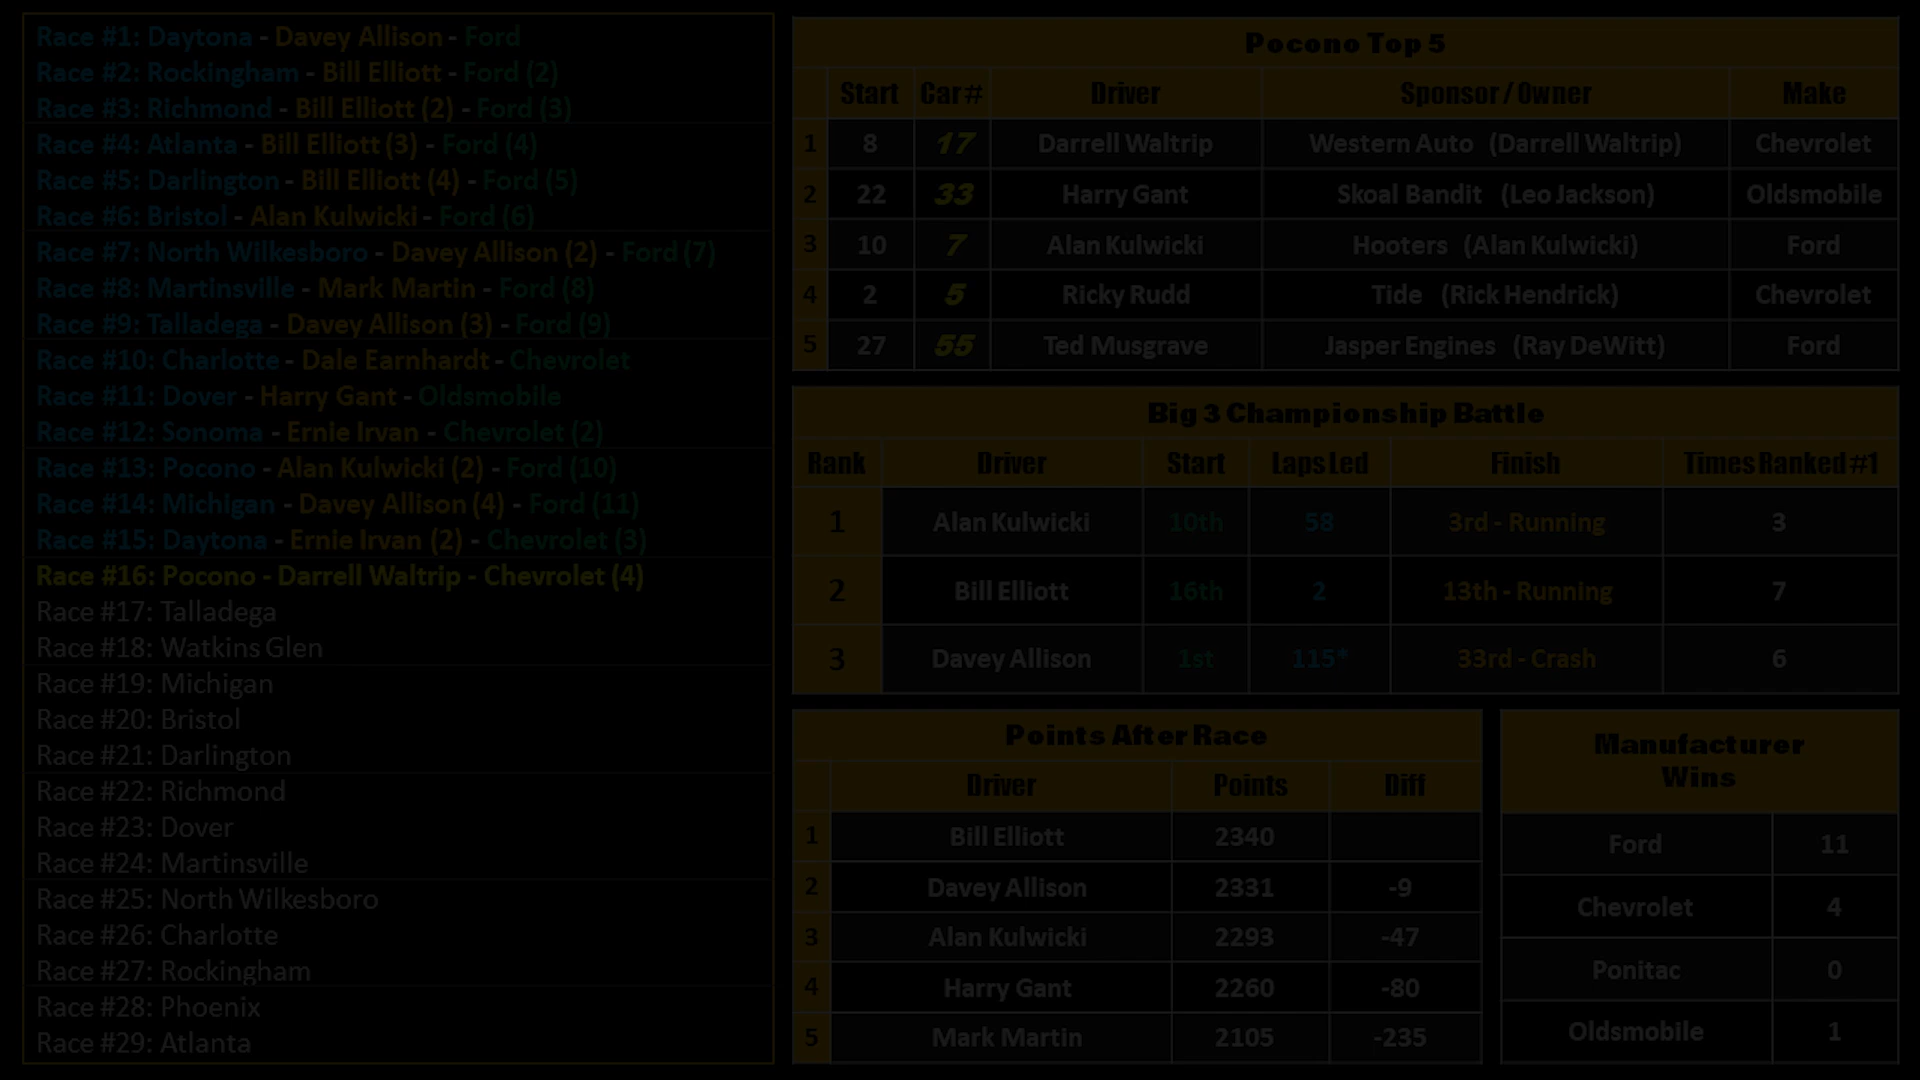 Race #1: Daytona - Davey Allison - Ford
Race #2: Rockingham - Bill Elliott - Ford (2)
Race #3: Richmond - Bill Elliott (2) - Ford (3)
Race #4: Atlanta - Bill Elliott (3) - Ford (4)
Race #5: Darlington - Bill Elliott (4) - Ford (5)
Race #6: Bristol - Alan Kulwicki - Ford (6)
Race #7: North Wilkesboro - Davey Allison (2) - Ford (7)
Race #8: Martinsville - Mark Martin - Ford (8)
Race #9: Talladega - Davey Allison (3) - Ford (9)
Race #10: Charlotte - Dale Earnhardt - Chevrolet
Race #11: Dover - Harry Gant - Oldsmobile
Race #12: Sonoma - Ernie Irvan - Chevrolet (2)
Race #13: Pocono - Alan Kulwicki (2) - Ford (10)
Race #14: Michigan - Davey Allison (4) - Ford (11)
Race #15: Daytona - Ernie Irvan (2) - Chevrolet (3)
Race #16: Pocono - Darrell Waltrip - Chevrolet (4)
Race #17: Talladega
Race #18: Watkins Glen
Race #19: Michigan
Race #20: Bristol
Race #21: Darlington
Race #22: Richmond
Race #23: Dover
Race #24: Martinsville
Race #25: North Wilkesboro
Race #26: Charlotte
Race #27: Rockingham
Race #28: Phoenix
Race #29: Atlanta
Pocono Top 5
Start Car # Driver Sponsor / Owner Make
1 8 17 Darrell Waltrip Western Auto (Darrell Waltrip) Chevrolet
2 22 33 Harry Gant Skoal Bandit (Leo Jackson) Oldsmobile
3 10 7 Alan Kulwicki Hooters (Alan Kulwicki) Ford
4 2 5 Ricky Rudd Tide (Rick Hendrick) Chevrolet
5 27 55 Ted Musgrave Jasper Engines (Ray DeWitt) Ford
Big 3 Championship Battle
Rank Driver Start Laps Led Finish Times Ranked #1
1 Alan Kulwicki 10th 58 3rd - Running 3
2 Bill Elliott 16th 2 13th - Running 7
3 Davey Allison 1st 115* 33rd - Crash 6
Points After Race
Driver Points Diff
1 Bill Elliott 2340
2 Davey Allison 2331 -9
3 Alan Kulwicki 2293 -47
4 Harry Gant 2260 -80
5 Mark Martin 2105 -235
Manufacturer
Wins
Ford 11
Chevrolet 4
Ponitac 0
Oldsmobile 1